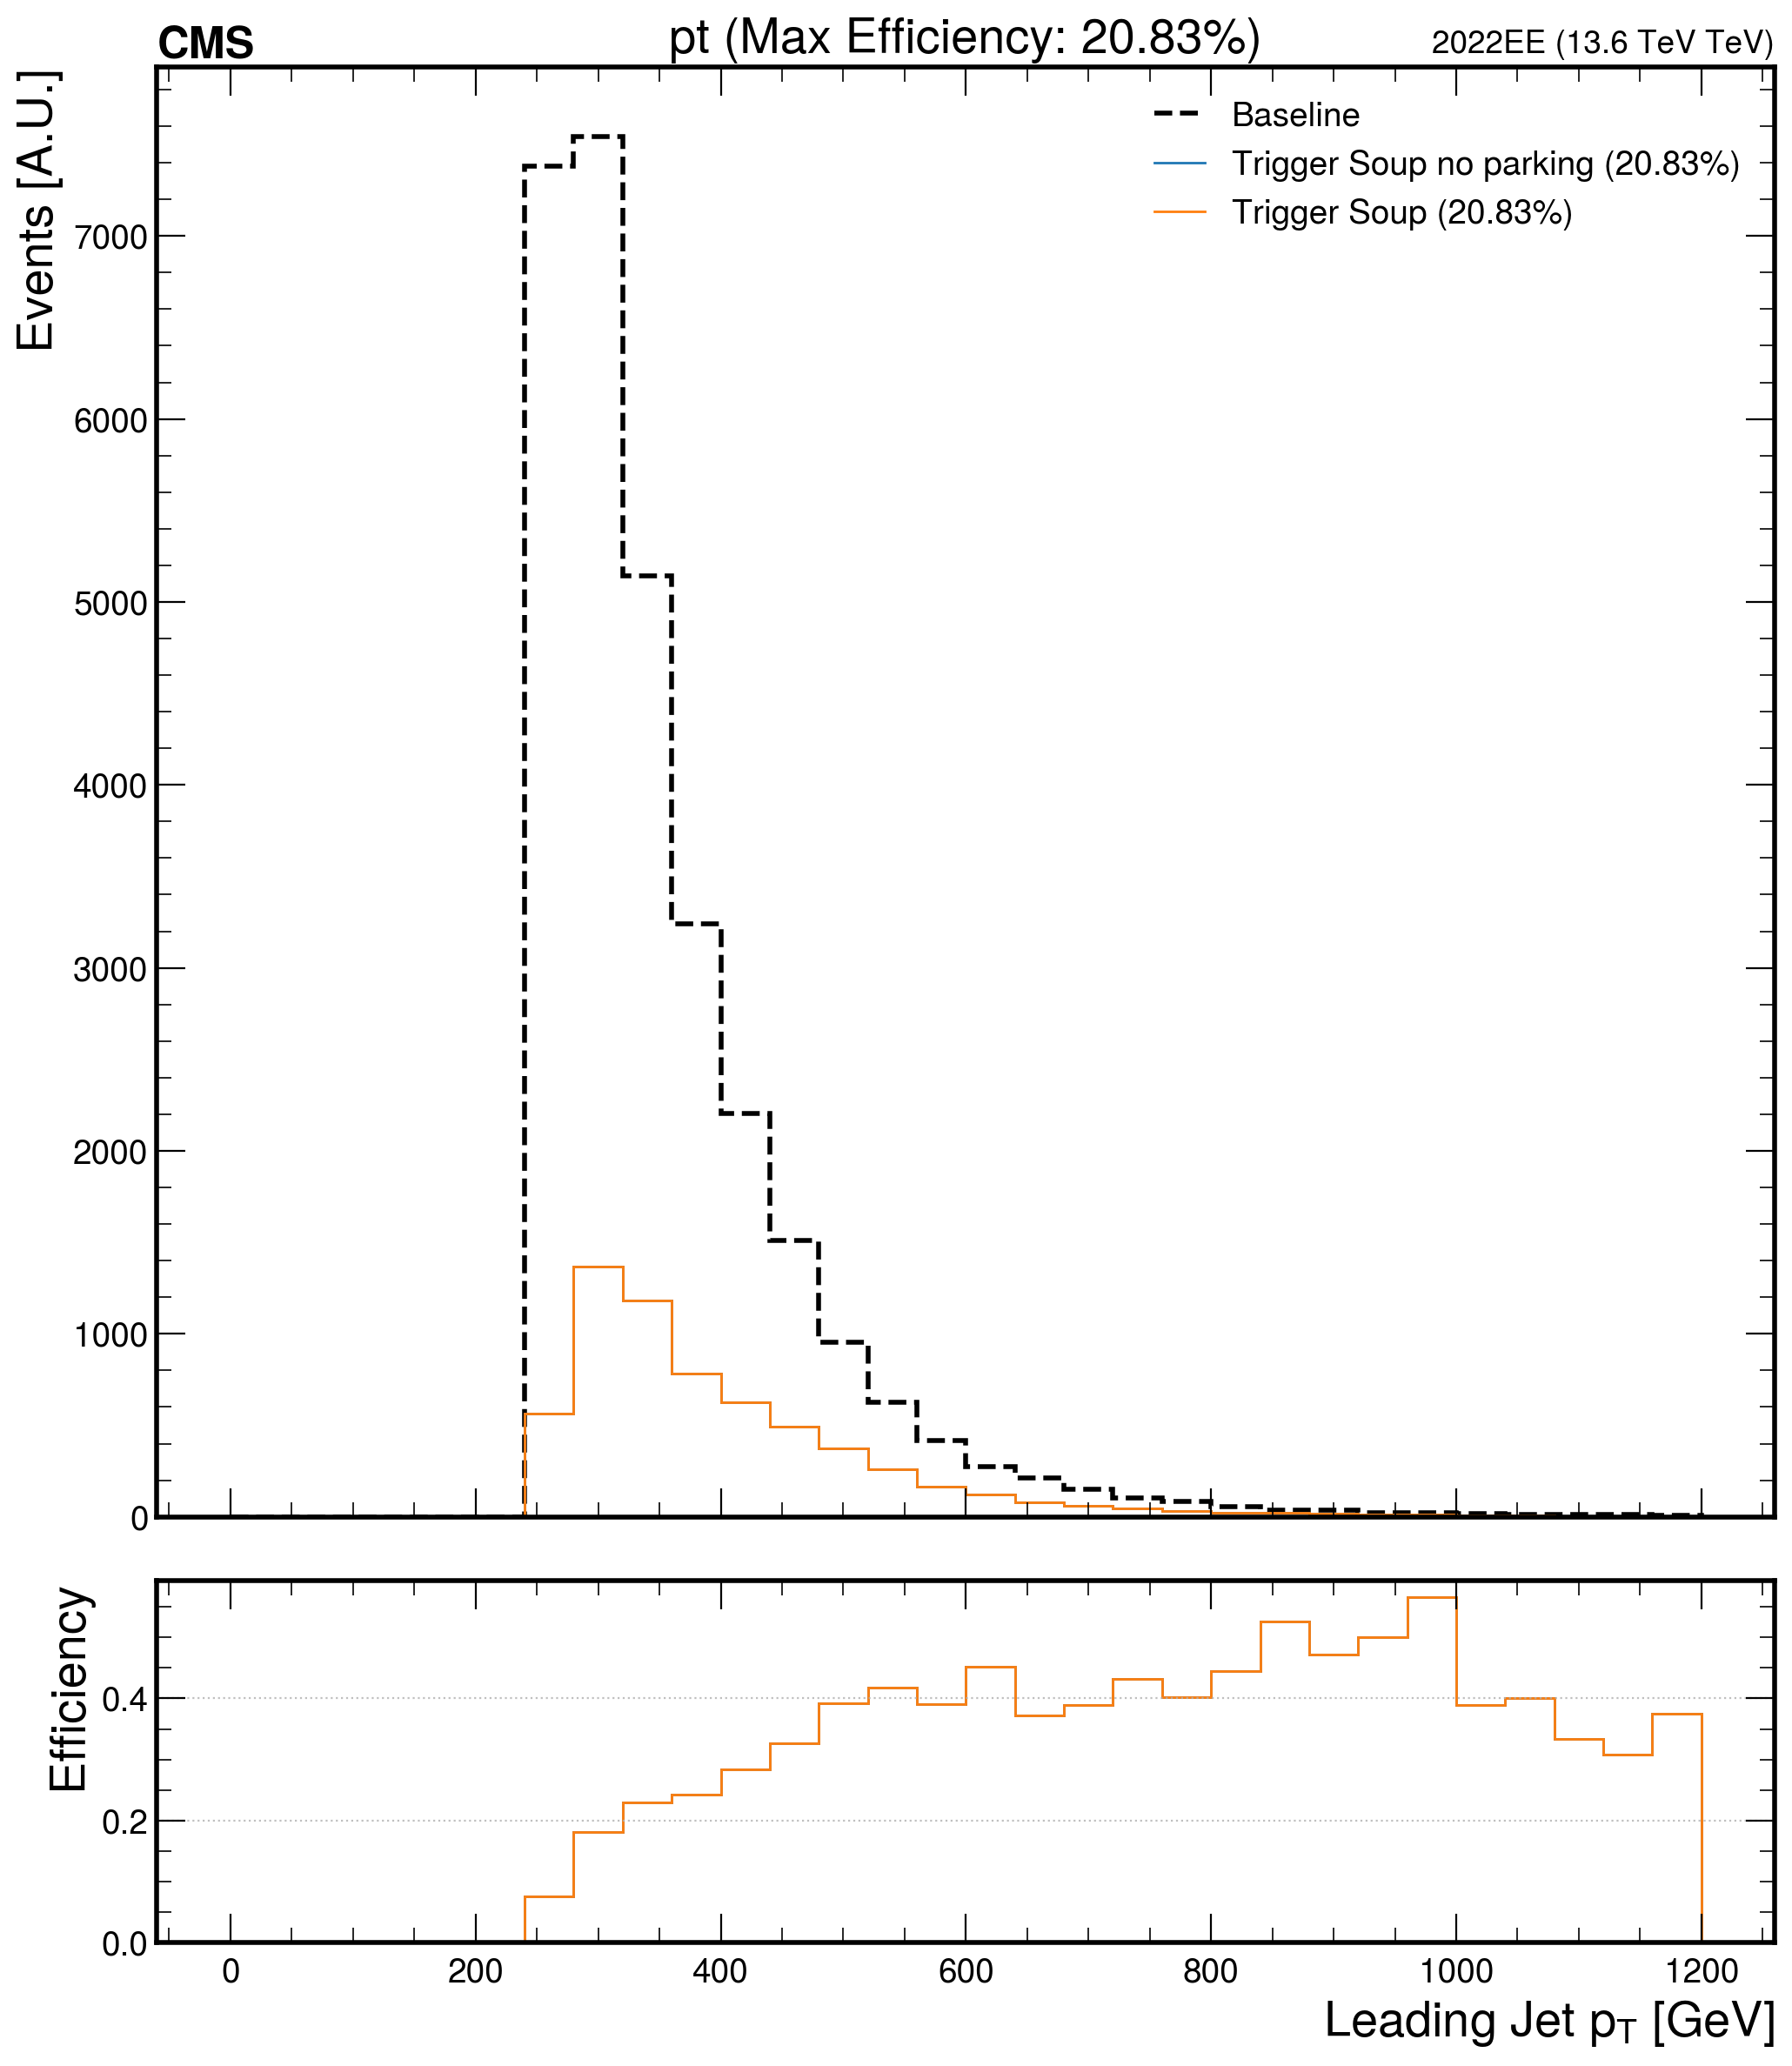 CMS pt (Max Efficiency: 20.83%) 2022EE (13.6 TeV TeV)
Events [A.U.]
Baseline
Trigger Soup no parking (20.83%)
Trigger Soup (20.83%)
7000
6000
5000
4000
3000
2000
1000
0
Efficiency
0.4
0.2
0.0
0 200 400 600 800 1000 1200
Leading Jet pT [GeV]